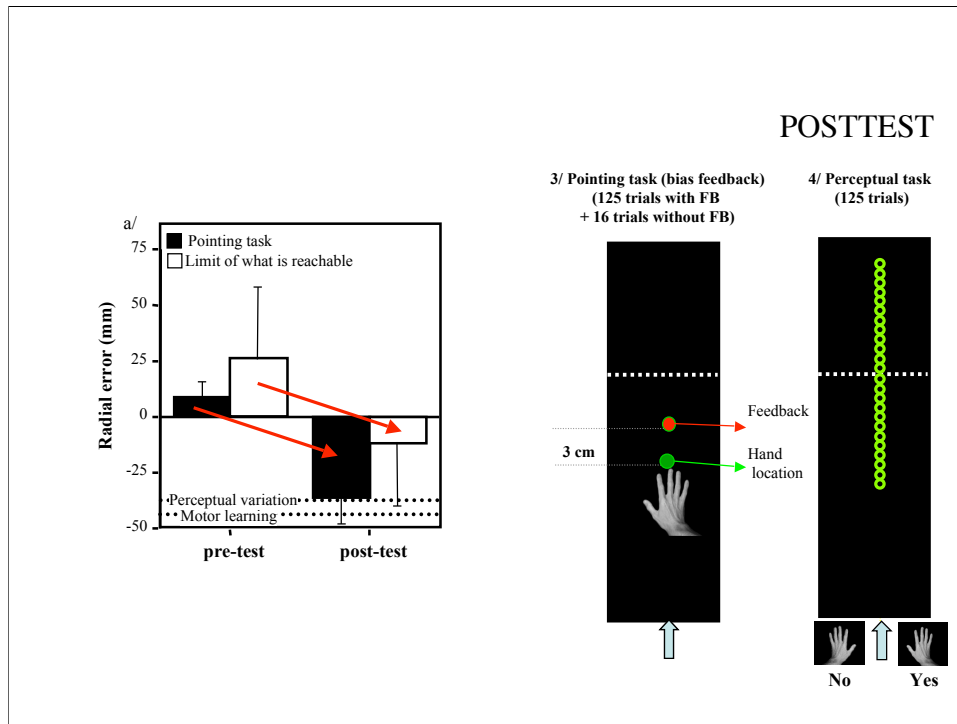 POSTTEST
a/
75
50
25
0
-25
-50
Radial error (mm)
Pointing task
Limit of what is reachable
Perceptual variation
Motor learning
pre-test
post-test
3/ Pointing task (bias feedback)
(125 trials with FB
+ 16 trials without FB)
3 cm
Feedback
Hand
location
4/ Perceptual task
(125 trials)
No
Yes